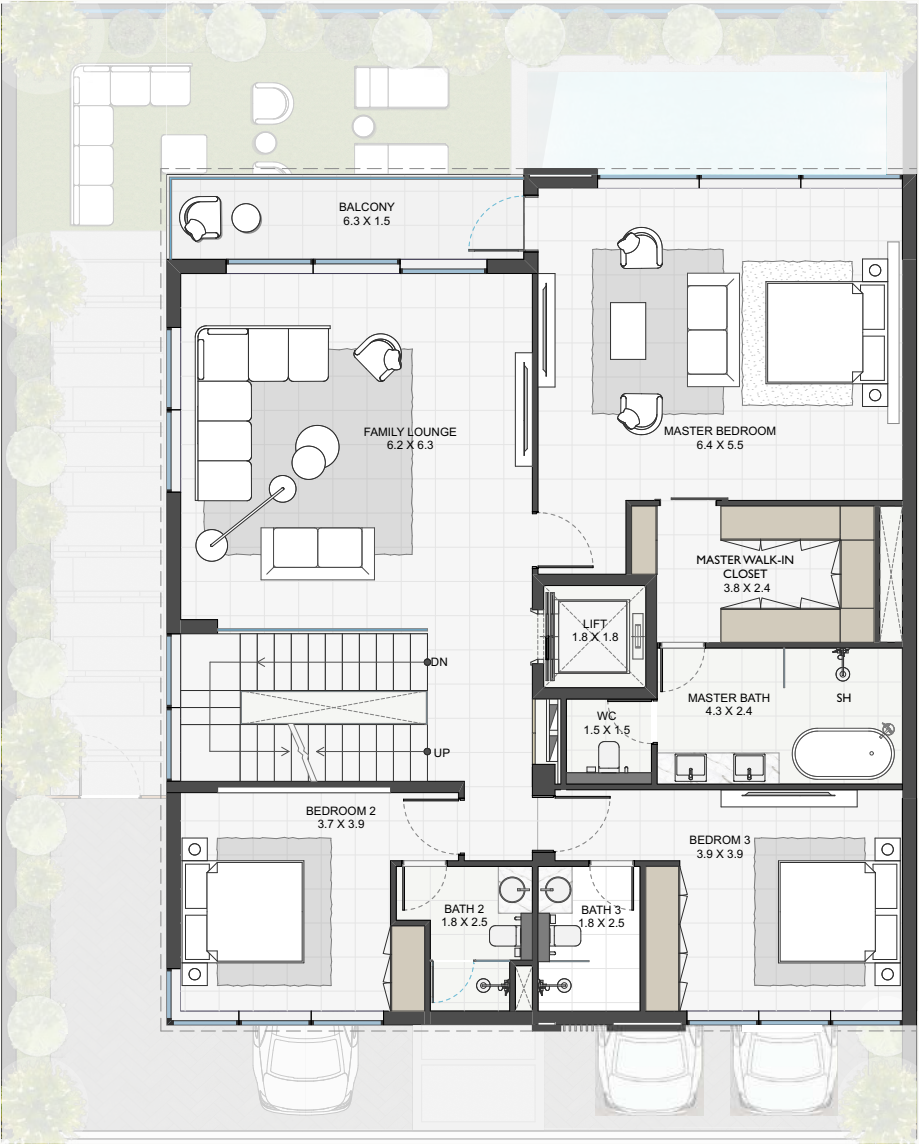 BALCONY
6.3 X 1.5
FAMILY LOUNGE
6.2 X 6.3
MASTER BEDROOM
6.4 X 5.5
MASTER WALK-IN
CLOSET
3.8 X 2.4
LIFT
1.8 X 1.8
DN
MASTER BATH
4.3 X 2.4
SH
WC
1.5 X 1.5
UP
BEDROOM 2
3.7 X 3.9
BEDROM 3
3.9 X 3.9
BATH 2
1.8 X 2.5
BATH 3
1.8 X 2.5